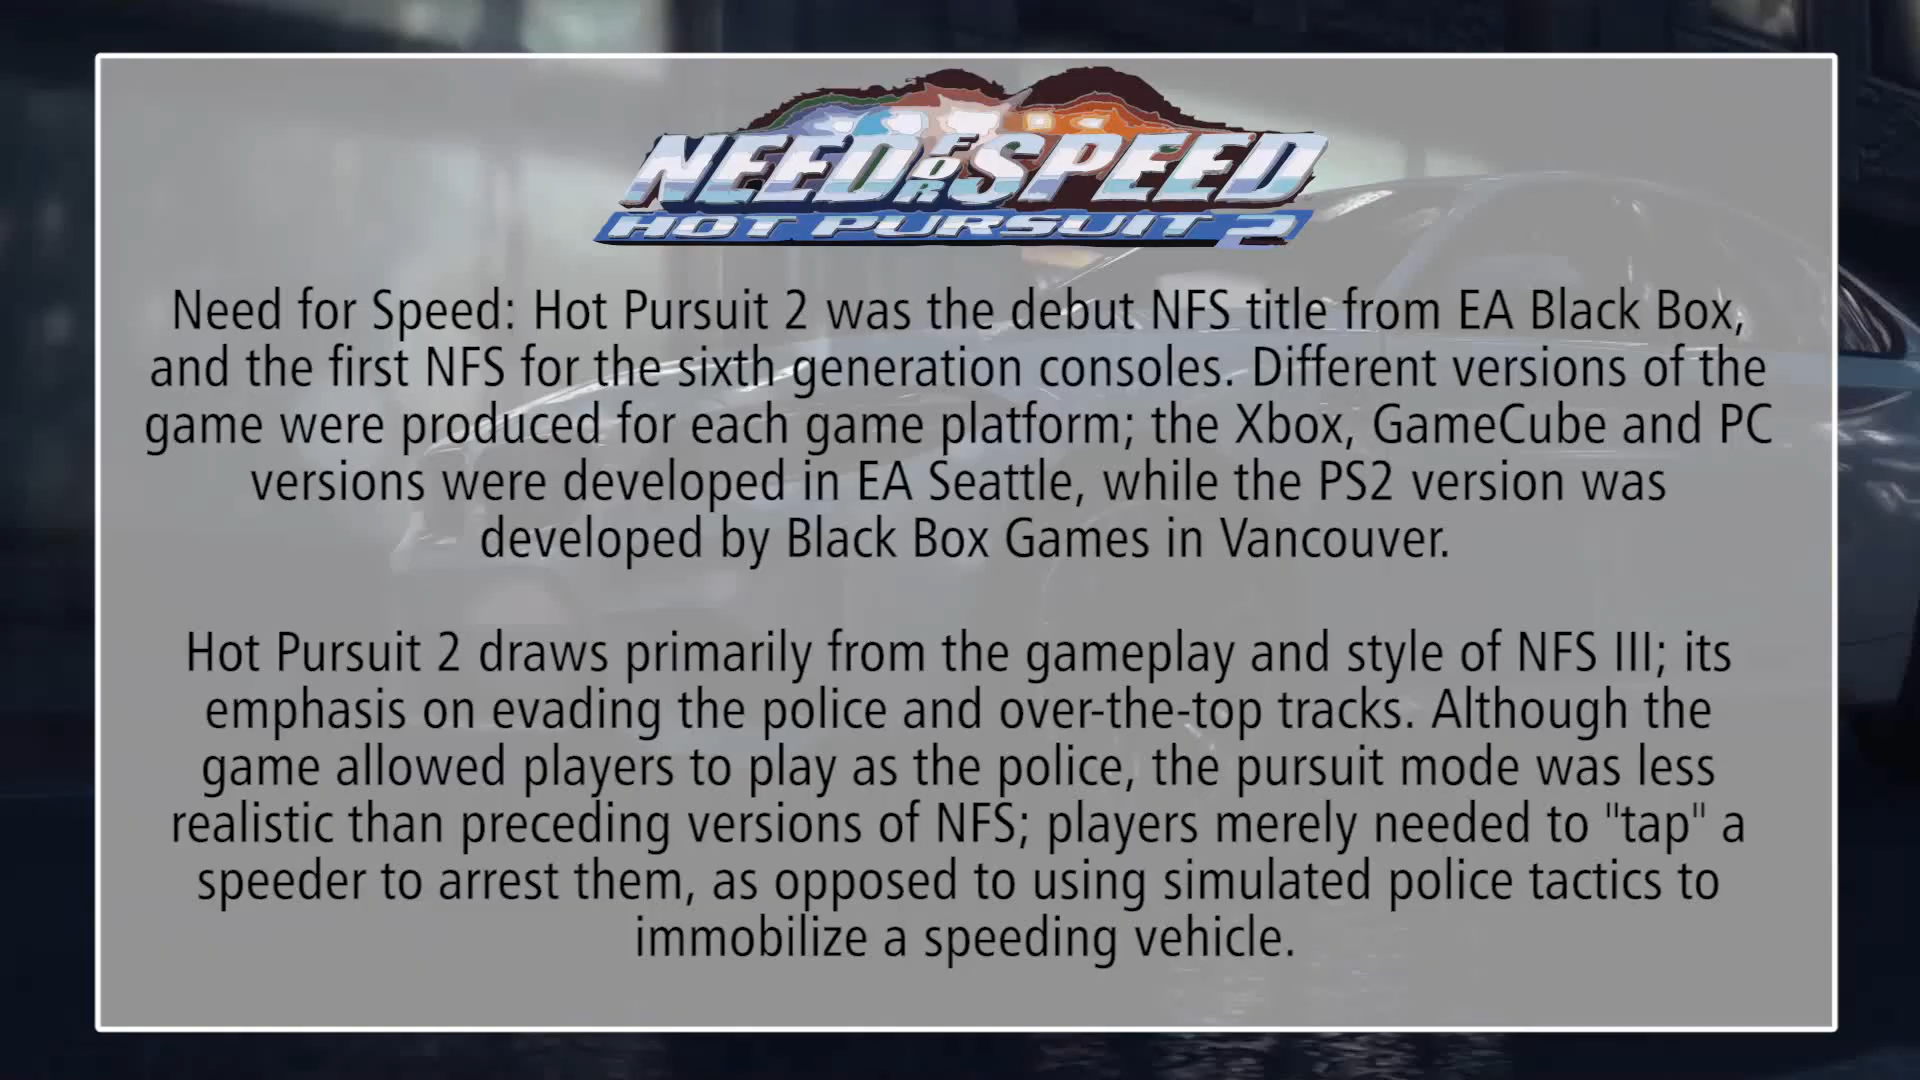 NEED FOR SPEED
HOT PURSUIT 2
Need for Speed: Hot Pursuit 2 was the debut NFS title from EA Black Box,
and the first NFS for the sixth generation consoles. Different versions of the
game were produced for each game platform; the Xbox, GameCube and PC
versions were developed in EA Seattle, while the PS2 version was
developed by Black Box Games in Vancouver.
Hot Pursuit 2 draws primarily from the gameplay and style of NFS III; its
emphasis on evading the police and over-the-top tracks. Although the
game allowed players to play as the police, the pursuit mode was less
realistic than preceding versions of NFS; players merely needed to "tap" a
speeder to arrest them, as opposed to using simulated police tactics to
immobilize a speeding vehicle.